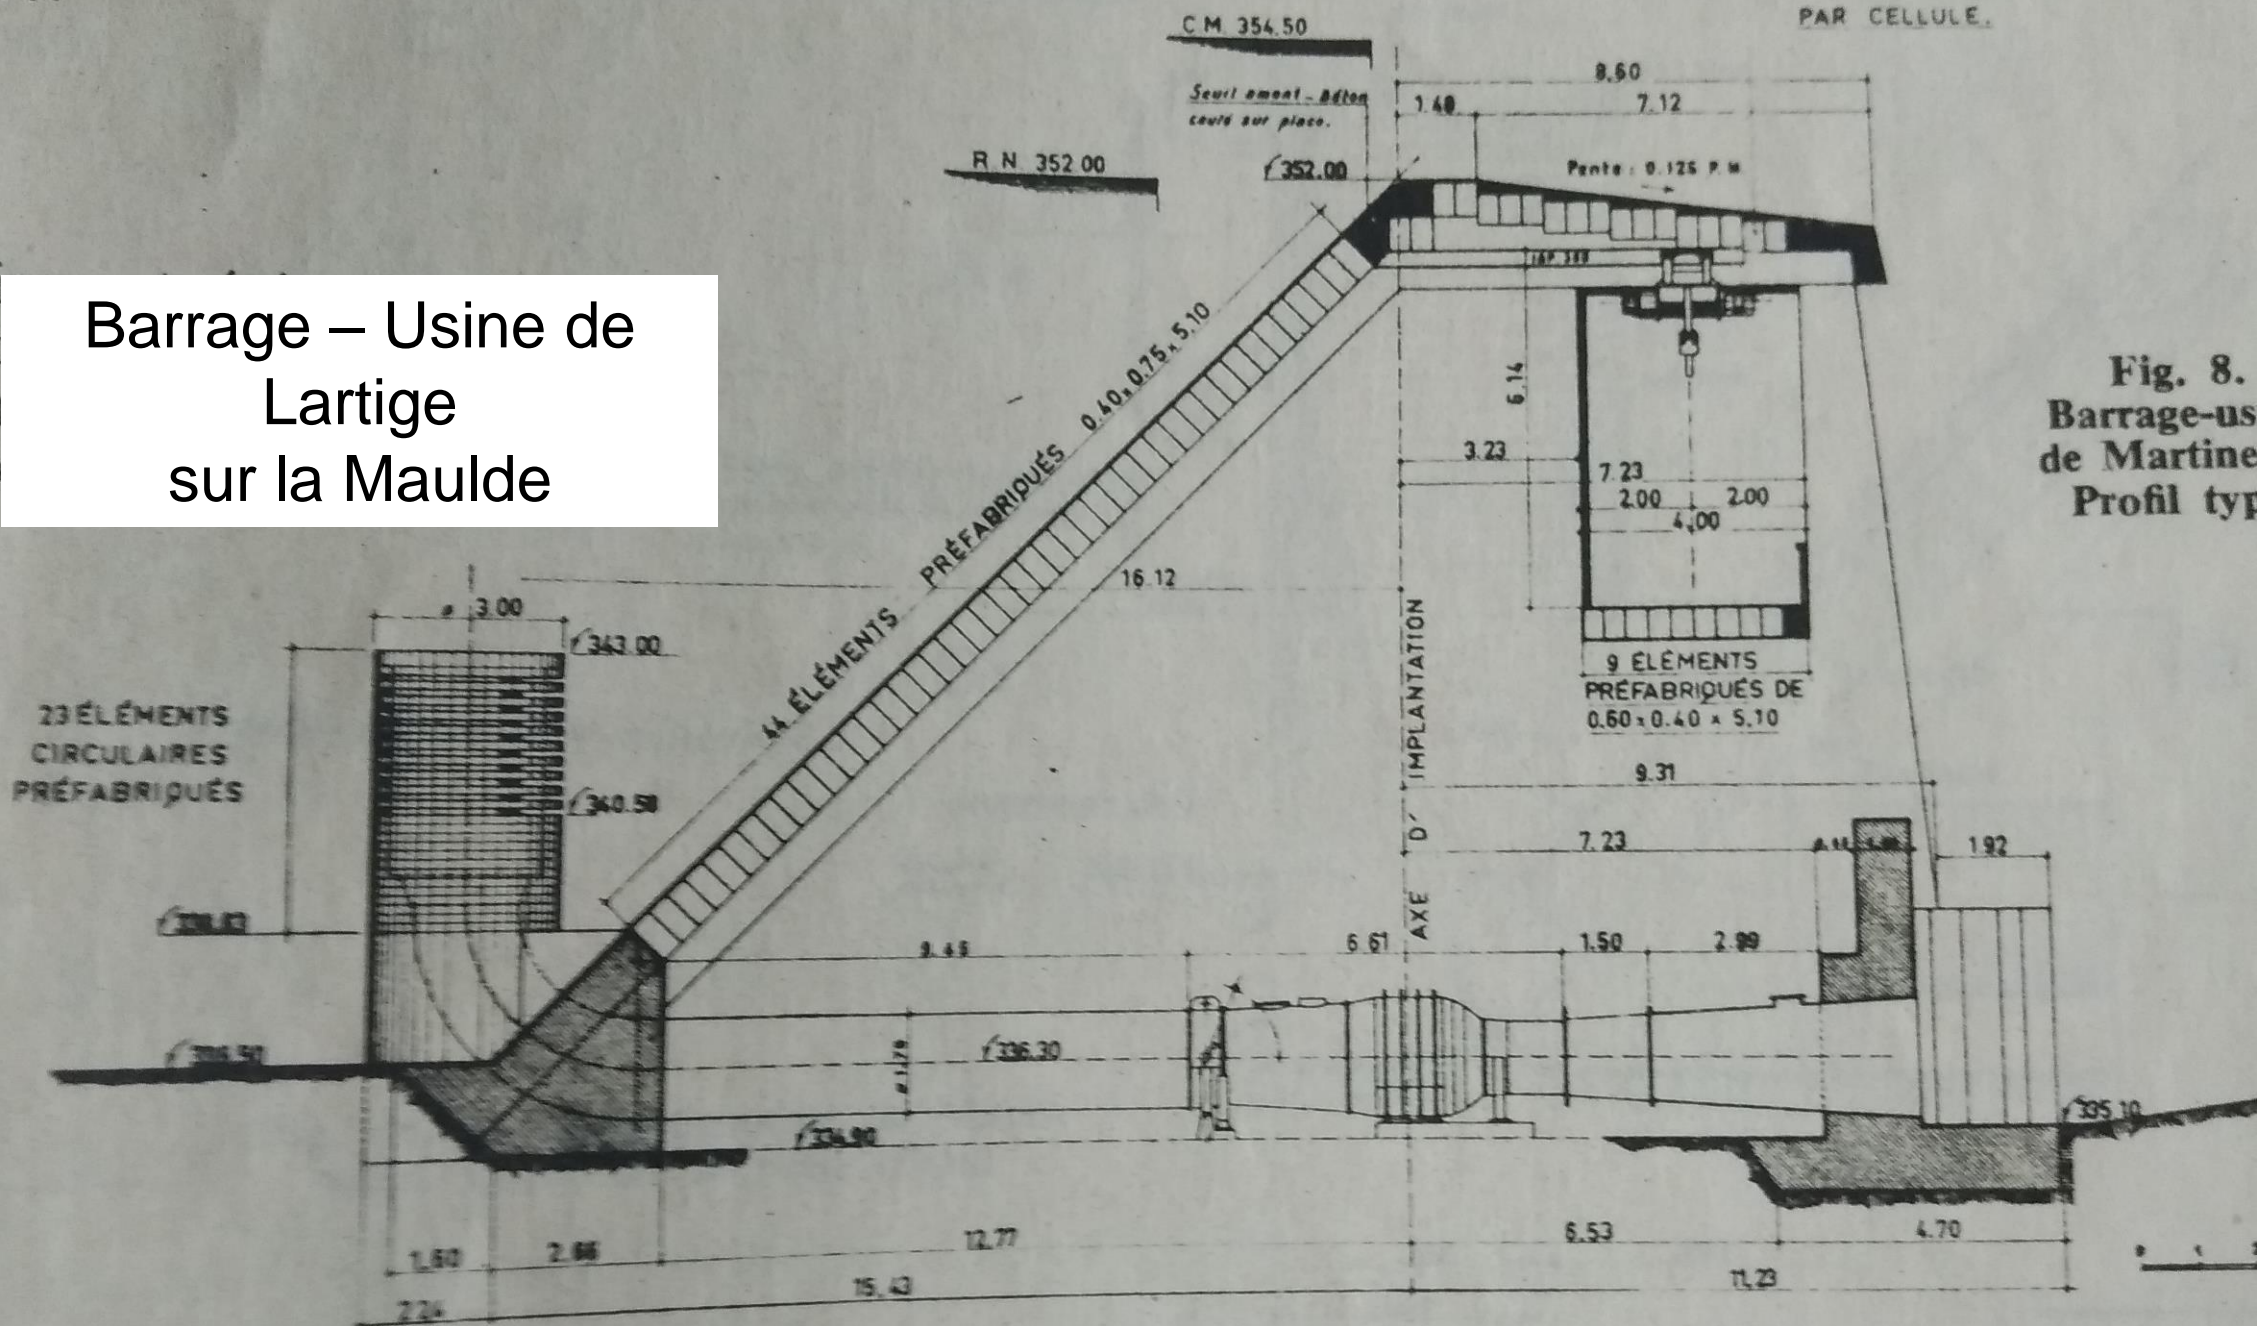 PAR CELLULE.
C.M. 354.50
8.60
Seuil amont - Béton
coulé sur place.
1.48
7.12
R.N. 352.00
352.00
Pente : 0.125 P.M
Barrage – Usine de
Lartige
sur la Maulde
44 ÉLÉMENTS PRÉFABRIQUÉS 0.40 x 0.75 x 5.10
6.14
3.23
7.23
2.00
2.00
4.00
Fig. 8.
Barrage-us
de Martine
Profil typ
16.12
ø 3.00
343.00
23 ÉLÉMENTS
CIRCULAIRES
PRÉFABRIQUÉS
340.50
9 ÉLÉMENTS
PRÉFABRIQUÉS DE
0.60 x 0.40 x 5.10
AXE D' IMPLANTATION
9.31
7.23
1.92
6.61
1.50
2.99
336.30
335.10
1.60
2.66
12.77
6.53
4.70
15.43
11.23
2.24